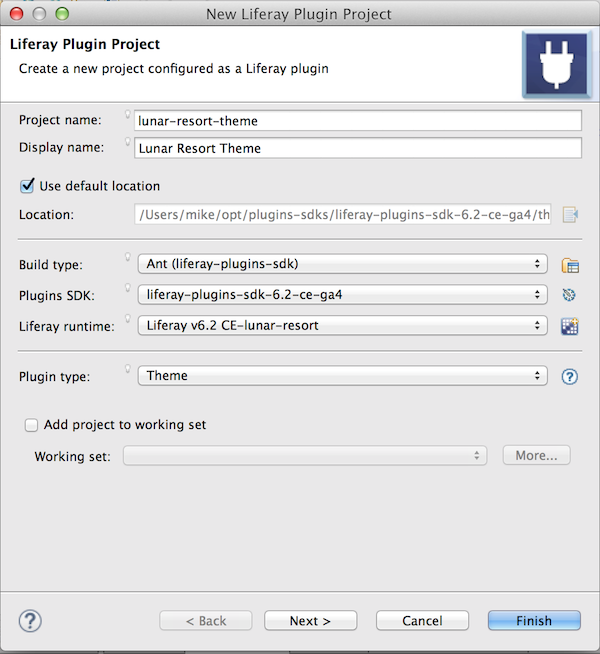 New Liferay Plugin Project
Liferay Plugin Project
Create a new project configured as a Liferay plugin
Project name: lunar-resort-theme
Display name: Lunar Resort Theme
Use default location
Location: /Users/mike/opt/plugins-sdks/liferay-plugins-sdk-6.2-ce-ga4/th
Build type: Ant (liferay-plugins-sdk)
Plugins SDK: liferay-plugins-sdk-6.2-ce-ga4
Liferay runtime: Liferay v6.2 CE-lunar-resort
Plugin type: Theme
Add project to working set
Working set: More...
< Back Next > Cancel Finish